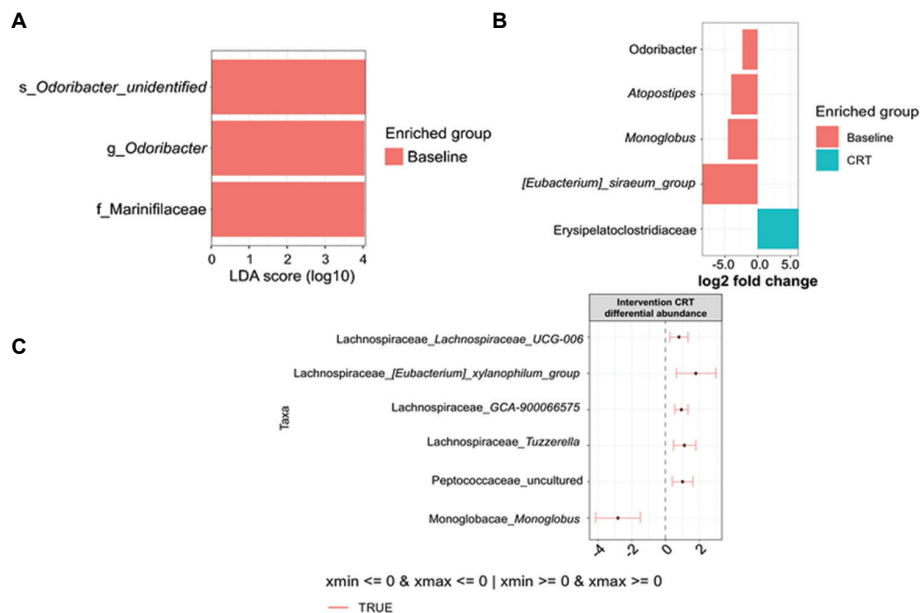 A
s_Odoribacter_unidentified
g_Odoribacter
f_Marinifilaceae
0 1 2 3 4
LDA score (log10)
Enriched group
Baseline
B
Odoribacter
Atopostipes
Monoglobus
[Eubacterium]_siraeum_group
Erysipelatoclostridiaceae
-5.0 0.0 5.0
log2 fold change
Enriched group
Baseline
CRT
C
Intervention CRT
differential abundance
Taxa
Lachnospiraceae_Lachnospiraceae_UCG-006
Lachnospiraceae_[Eubacterium]_xylanophilum_group
Lachnospiraceae_GCA-900066575
Lachnospiraceae_Tuzzerella
Peptococcaceae_uncultured
Monoglobacae_Monoglobus
-4 -2 0 2
xmin <= 0 & xmax <= 0 | xmin >= 0 & xmax >= 0
TRUE